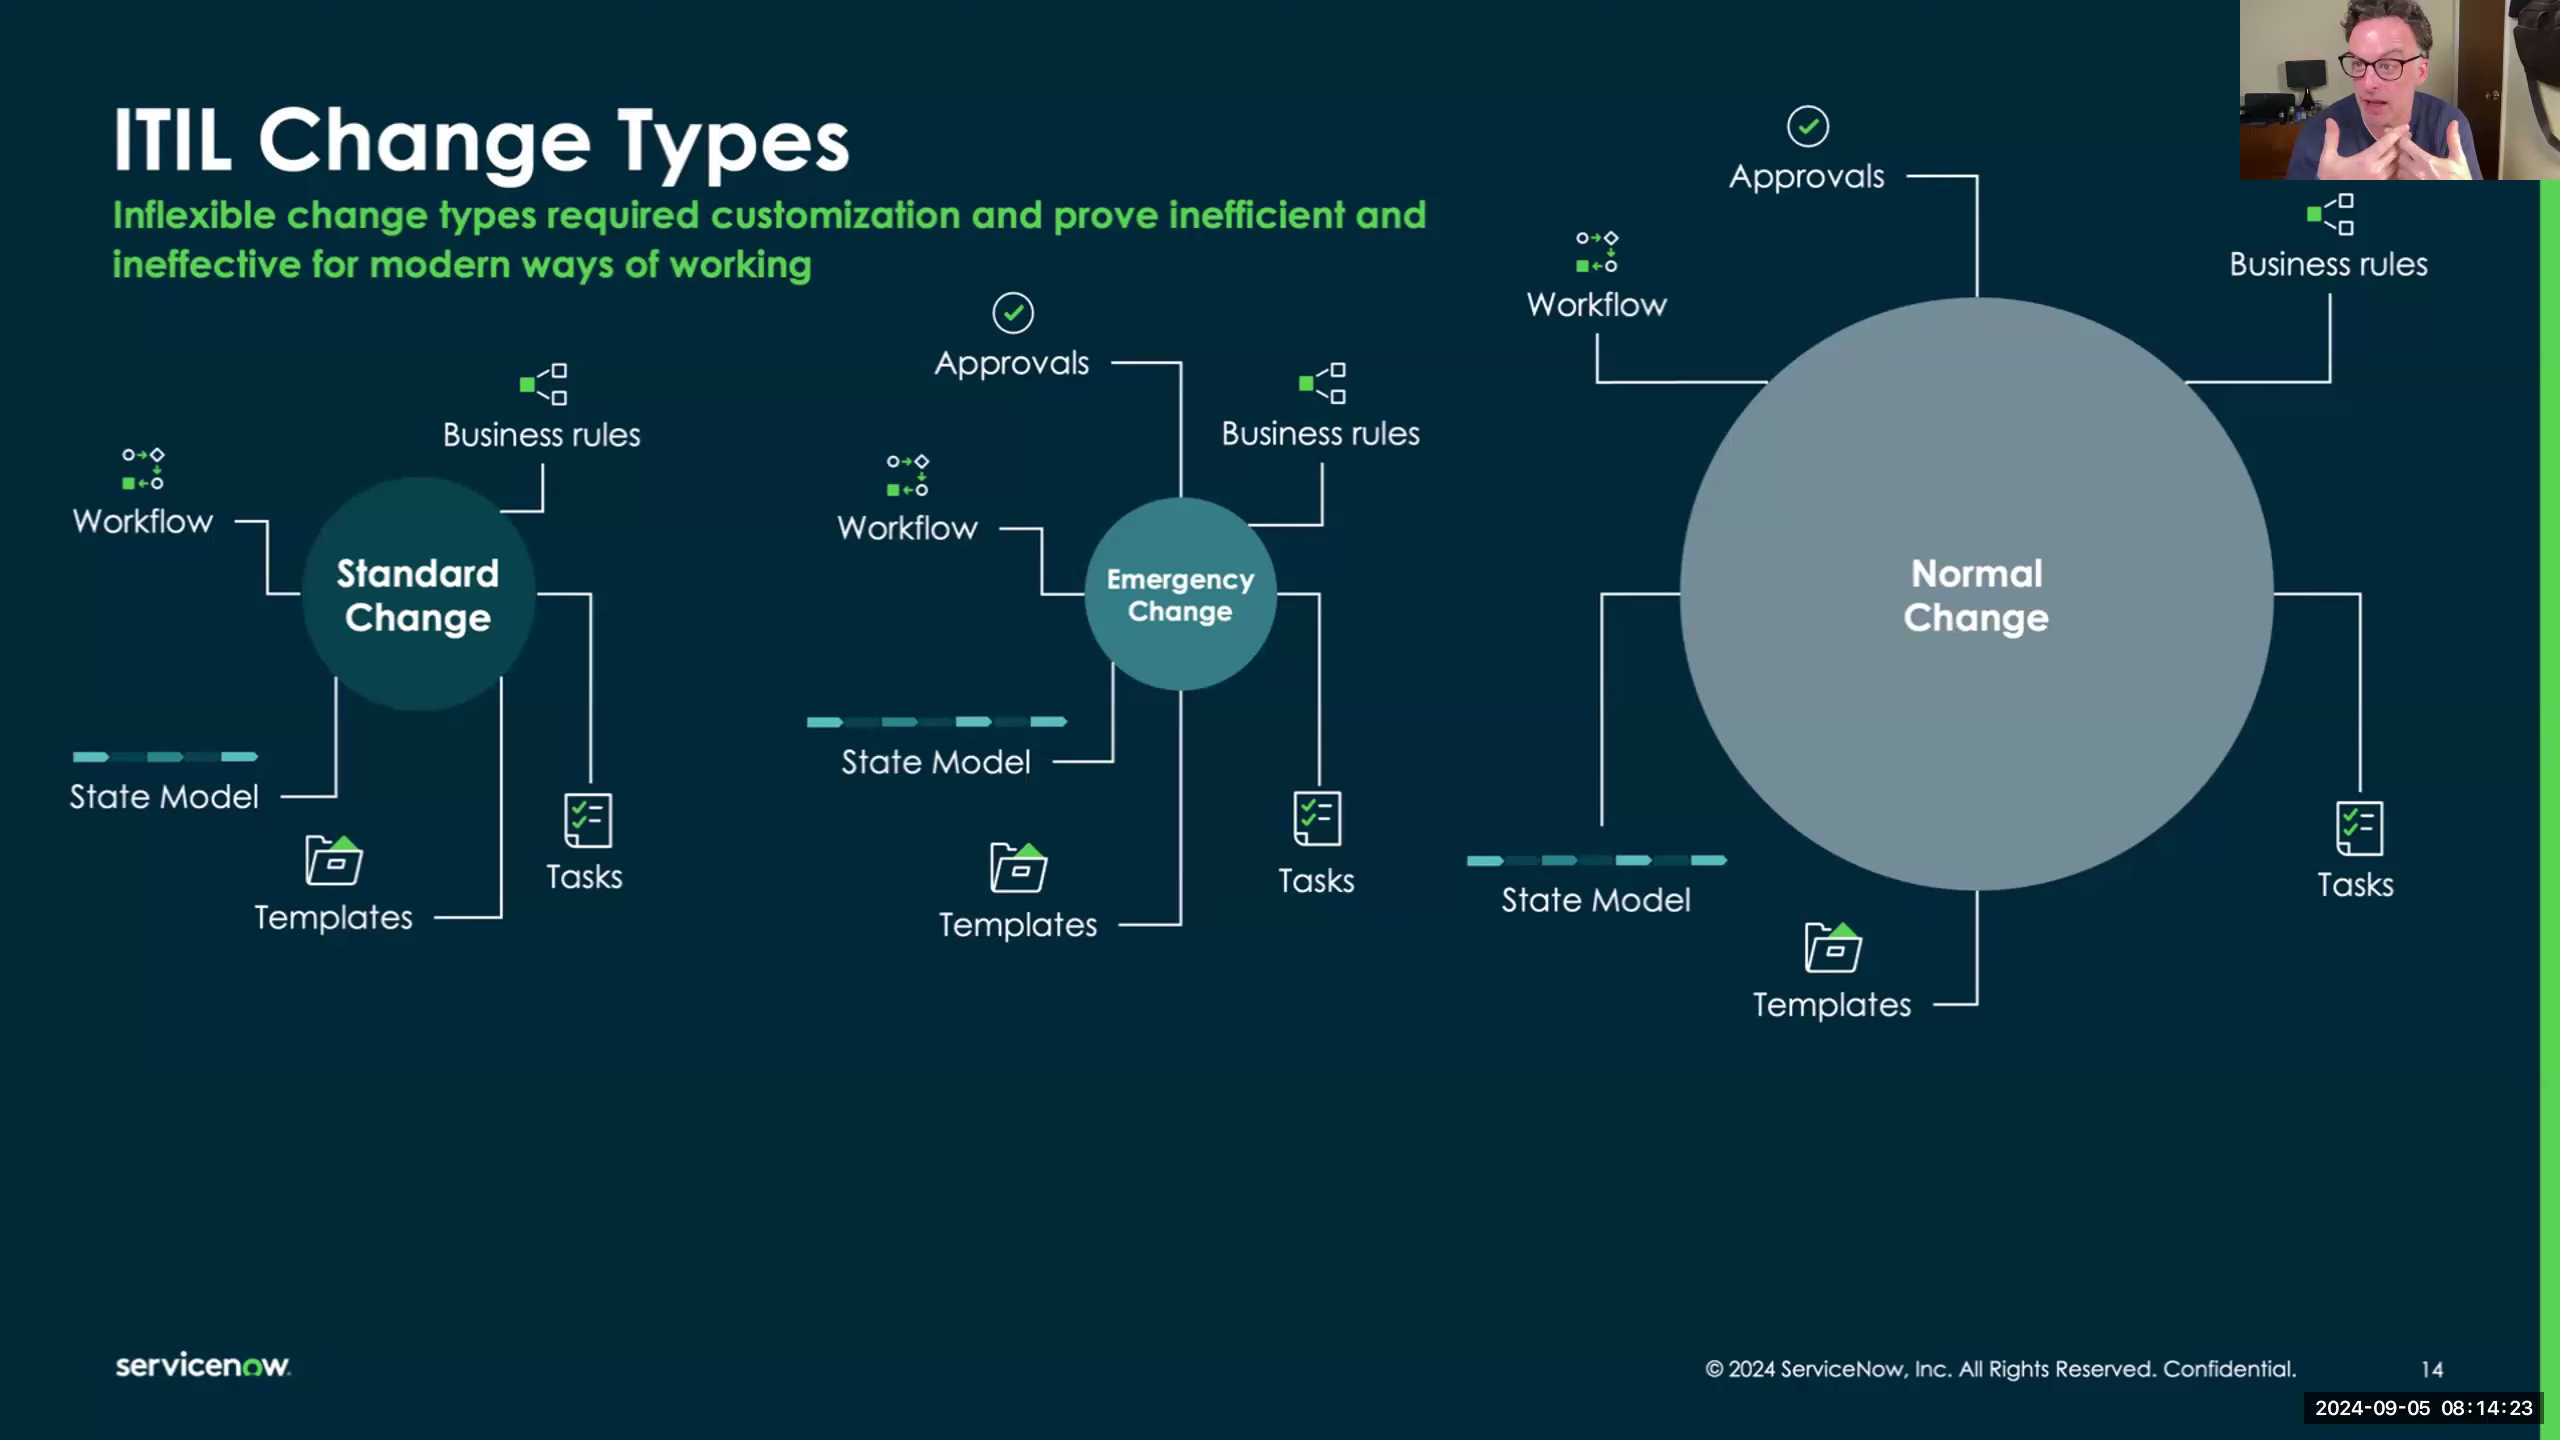 ITIL Change Types
Inflexible change types required customization and prove inefficient and
ineffective for modern ways of working
Business rules
Workflow
Standard
Change
State Model
Templates
Tasks
Approvals
Business rules
Workflow
Emergency
Change
State Model
Templates
Tasks
Approvals
Workflow
Business rules
Normal
Change
State Model
Templates
Tasks
servicenow.
© 2024 ServiceNow, Inc. All Rights Reserved. Confidential.
14
2024-09-05 08:14:23